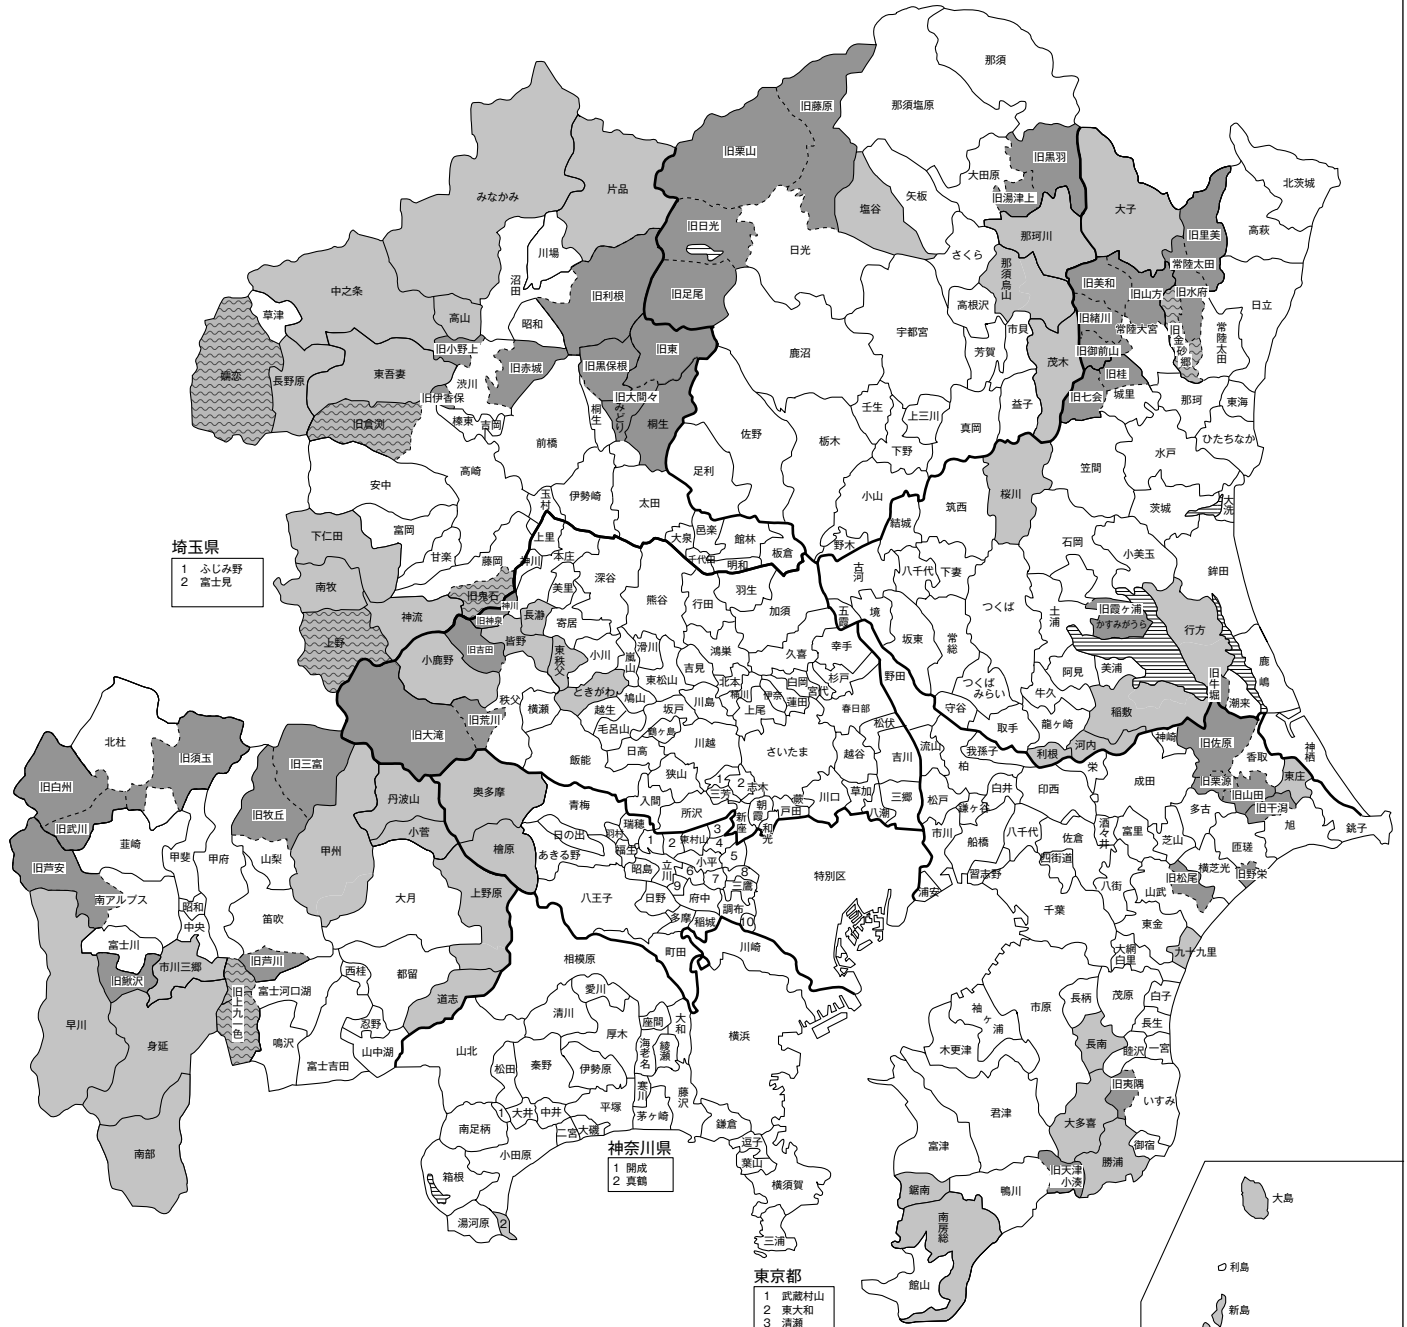 那須
那須塩原
旧藤原
旧栗山
旧黒羽
大田原
旧湯津上
大子
北茨城
みなかみ
片品
塩谷
矢板
旧里美
高萩
旧日光
日光
那珂川
川場
さくら
常陸太田
中之条
沼田
旧利根
旧足尾
那須烏山
旧美和
旧山方
旧水府
日立
草津
高山
昭和
高根沢
旧緒川
常陸大宮
旧金砂郷
常陸太田
宇都宮
市貝
嬬恋
長野原
東吾妻
旧小野上
旧赤城
旧黒保根
旧東
鹿沼
芳賀
茂木
旧御前山
旧桂
旧伊香保
渋川
旧大間々
みどり
桐生
桐生
壬生
上三川
真岡
益子
旧七会
城里
那珂
東海
旧倉渕
榛東
吉岡
前橋
佐野
栃木
下野
ひたちなか
水戸
笠間
高崎
足利
安中
玉村
伊勢崎
太田
小山
筑西
桜川
茨城
大洗
下仁田
富岡
甘楽
藤岡
上里
神川
本庄
大泉
邑楽
千代田
館林
明和
板倉
野木
結城
石岡
小美玉
鉾田
埼玉県
1 ふじみ野
2 富士見
南牧
旧鬼石
神川
美里
深谷
熊谷
行田
羽生
加須
古河
八千代
下妻
つくば
土浦
旧霞ヶ浦
かすみがうら
行方
神流
旧神泉
長瀞
寄居
五霞
境
坂東
常総
上野
小鹿野
旧吉田
皆野
東秩父
小川
嵐山
滑川
吉見
鴻巣
久喜
幸手
鹿嶋
阿見
美浦
旧牛堀
潮来
秩父
横瀬
ときがわ
東松山
北本
桶川
伊奈
白岡
蓮田
宮代
杉戸
野田
つくばみらい
牛久
稲敷
旧大滝
旧荒川
越生
鳩山
坂戸
川島
上尾
春日部
守谷
龍ヶ崎
毛呂山
鶴ヶ島
松伏
取手
利根
河内
神崎
旧佐原
神栖
飯能
日高
川越
さいたま
越谷
吉川
流山
我孫子
柏
栄
香取
北杜
旧須玉
旧三富
狭山
1
三芳
2
志木
川口
草加
三郷
白井
印西
成田
旧栗源
旧山田
東庄
旧干潟
旧白州
旧牧丘
丹波山
奥多摩
青梅
入間
所沢
新座
朝霞
和光
戸田
蕨
八潮
松戸
鎌ヶ谷
多古
旭
銚子
旧武川
韮崎
小菅
檜原
日の出
あきる野
瑞穂
羽村
福生
1
2
東村山
3
4
市川
船橋
八千代
佐倉
酒々井
富里
芝山
匝瑳
旧芦安
甲斐
甲府
山梨
甲州
昭島
立川
小平
6
5
7
8
9
三鷹
特別区
習志野
四街道
八街
山武
横芝光
旧松尾
旧野栄
南アルプス
昭和
中央
笛吹
大月
上野原
八王子
日野
府中
調布
多摩
稲城
10
浦安
千葉
東金
富士川
旧鰍沢
市川三郷
旧芦川
町田
川崎
大網白里
九十九里
旧上九一色
富士河口湖
西桂
都留
道志
相模原
愛川
袖ヶ浦
市原
長柄
茂原
白子
早川
身延
鳴沢
富士吉田
忍野
山中湖
山北
清川
厚木
座間
大和
海老名
綾瀬
横浜
木更津
長南
睦沢
長生
一宮
松田
秦野
伊勢原
寒川
藤沢
君津
旧夷隅
いすみ
1
大井
中井
平塚
茅ヶ崎
南部
南足柄
二宮
大磯
鎌倉
富津
大多喜
御宿
小田原
逗子
葉山
勝浦
箱根
神奈川県
1 開成
2 真鶴
横須賀
旧天津小湊
鋸南
鴨川
湯河原
2
三浦
南房総
大島
館山
利島
新島
東京都
1 武蔵村山
2 東大和
3 清瀬